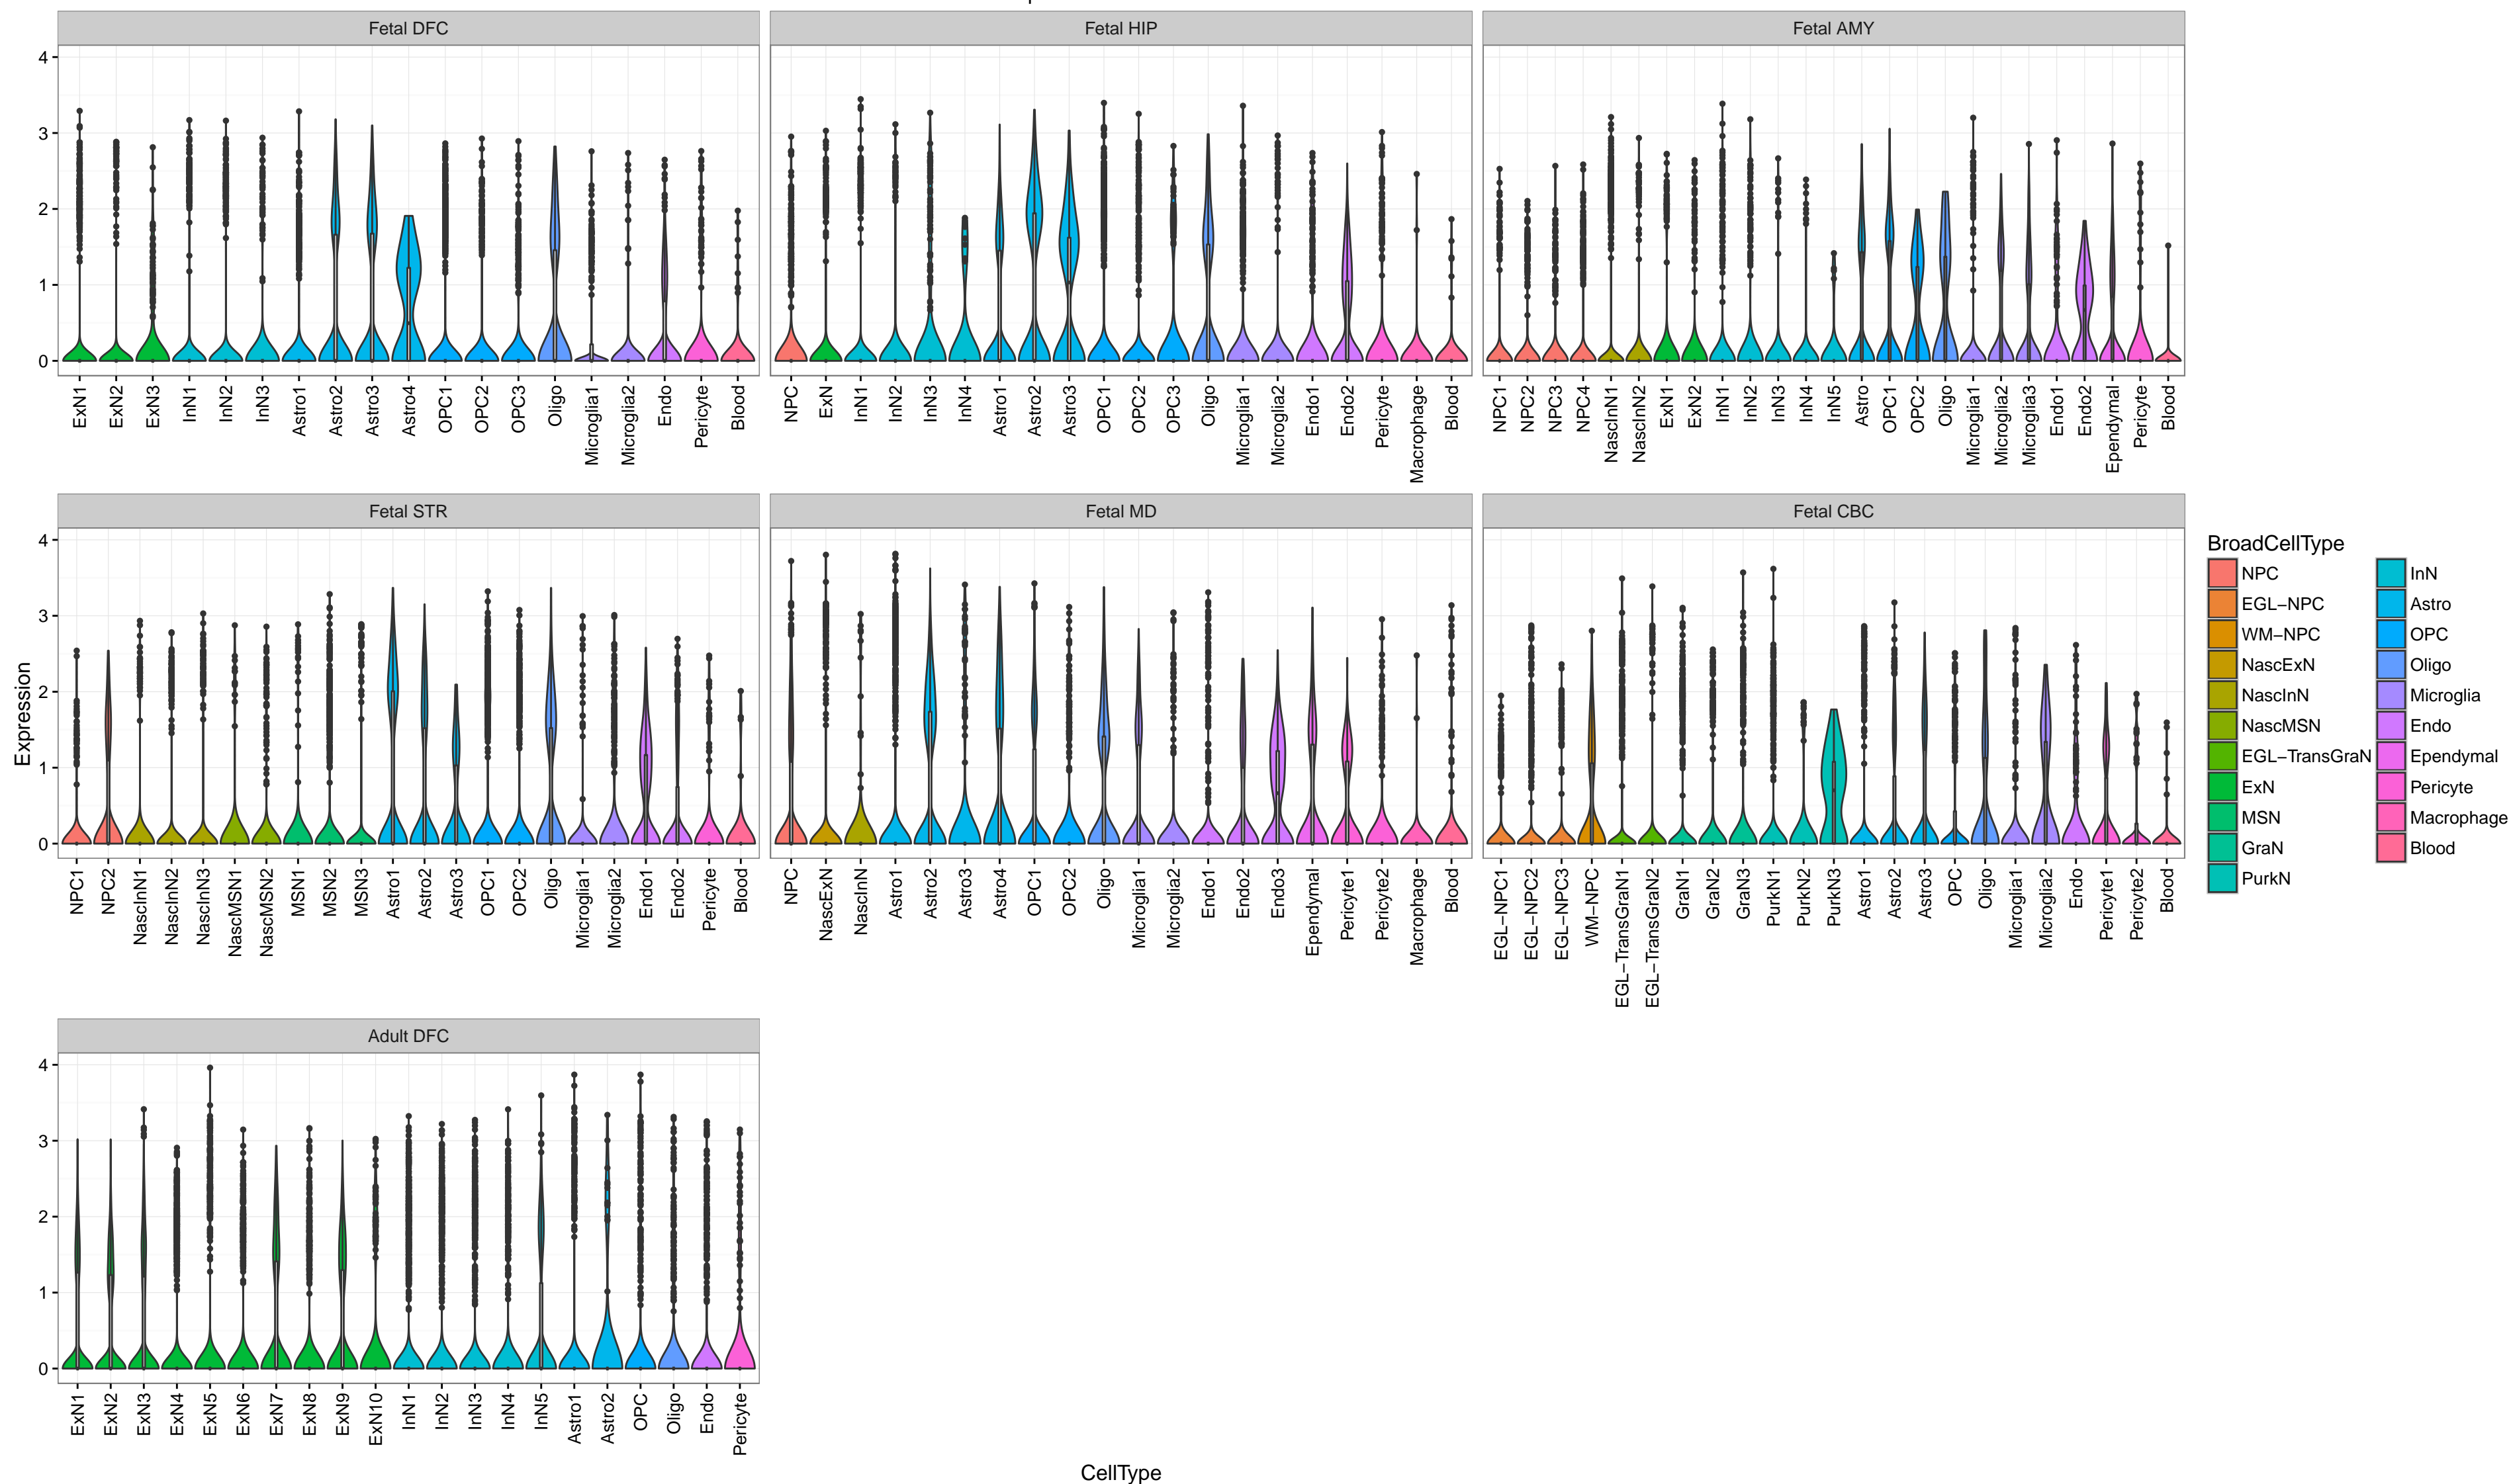 Fetal DFC
Fetal HIP
Fetal AMY
4
3
2
1
0
ExN1 ExN2 ExN3 InN1 InN2 InN3 Astro1 Astro2 Astro3 Astro4 OPC1 OPC2 OPC3 Oligo Microglia1 Microglia2 Endo Pericyte Blood
NPC ExN InN1 InN2 InN3 InN4 Astro1 Astro2 Astro3 OPC1 OPC2 OPC3 Oligo Microglia1 Microglia2 Endo1 Endo2 Pericyte Macrophage Blood
NPC1 NPC2 NPC3 NPC4 NascInN1 NascInN2 ExN1 ExN2 InN1 InN2 InN3 InN4 InN5 Astro OPC1 OPC2 Oligo Microglia1 Microglia2 Microglia3 Endo1 Endo2 Ependymal Pericyte Blood
Fetal STR
Fetal MD
Fetal CBC
Expression
4
3
2
1
0
NPC1 NPC2 NascInN1 NascInN2 NascInN3 NascMSN1 NascMSN2 MSN1 MSN2 MSN3 Astro1 Astro2 Astro3 OPC1 OPC2 Oligo Microglia1 Microglia2 Endo1 Endo2 Pericyte Blood
NPC NascExN NascInN Astro1 Astro2 Astro3 Astro4 OPC1 OPC2 Oligo Microglia1 Microglia2 Endo1 Endo2 Endo3 Ependymal Pericyte1 Pericyte2 Macrophage Blood
EGL−NPC1 EGL−NPC2 EGL−NPC3 WM−NPC EGL−TransGraN1 EGL−TransGraN2 GraN1 GraN2 GraN3 PurkN1 PurkN2 PurkN3 Astro1 Astro2 Astro3 OPC Oligo Microglia1 Microglia2 Endo Pericyte1 Pericyte2 Blood
BroadCellType
NPC
EGL−NPC
WM−NPC
NascExN
NascInN
NascMSN
EGL−TransGraN
ExN
MSN
GraN
PurkN
InN
Astro
OPC
Oligo
Microglia
Endo
Ependymal
Pericyte
Macrophage
Blood
Adult DFC
4
3
2
1
0
ExN1 ExN2 ExN3 ExN4 ExN5 ExN6 ExN7 ExN8 ExN9 ExN10 InN1 InN2 InN3 InN4 InN5 Astro1 Astro2 OPC Oligo Endo Pericyte
CellType